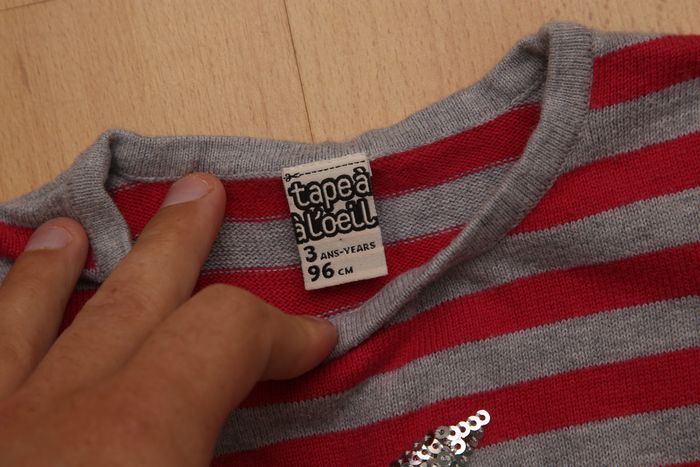 tape à
à l'oeil
3 ANS-YEARS
96 CM